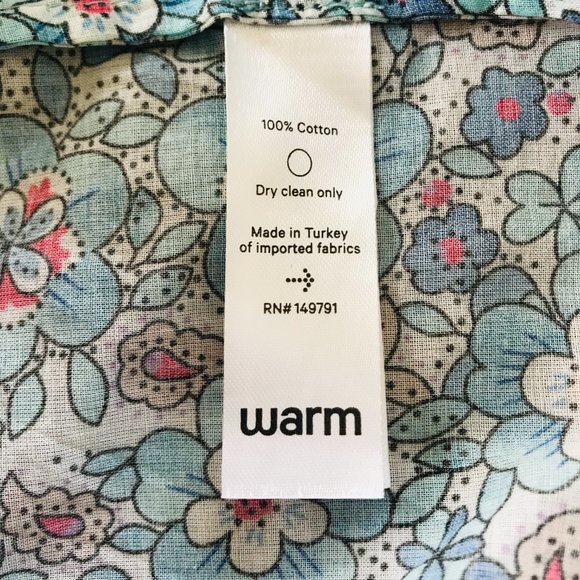 100% Cotton
Dry clean only
Made in Turkey
of imported fabrics
RN# 149791
warm